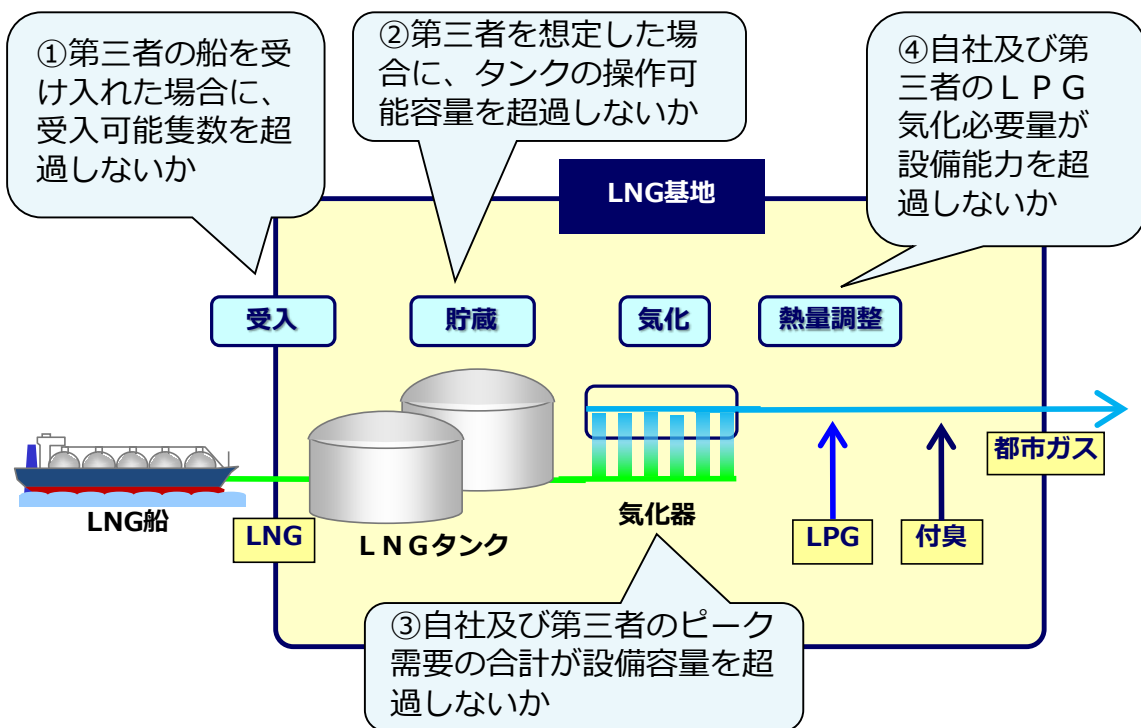 ①第三者の船を受
け入れた場合に、
受入可能隻数を超
過しないか
②第三者を想定した場
合に、タンクの操作可
能容量を超過しないか
④自社及び第
三者のＬＰＧ
気化必要量が
設備能力を超
過しないか
LNG基地
受入
貯蔵
気化
熱量調整
都市ガス
LNG船
LNG
ＬＮＧタンク
気化器
LPG
付臭
③自社及び第三者のピーク
需要の合計が設備容量を超
過しないか